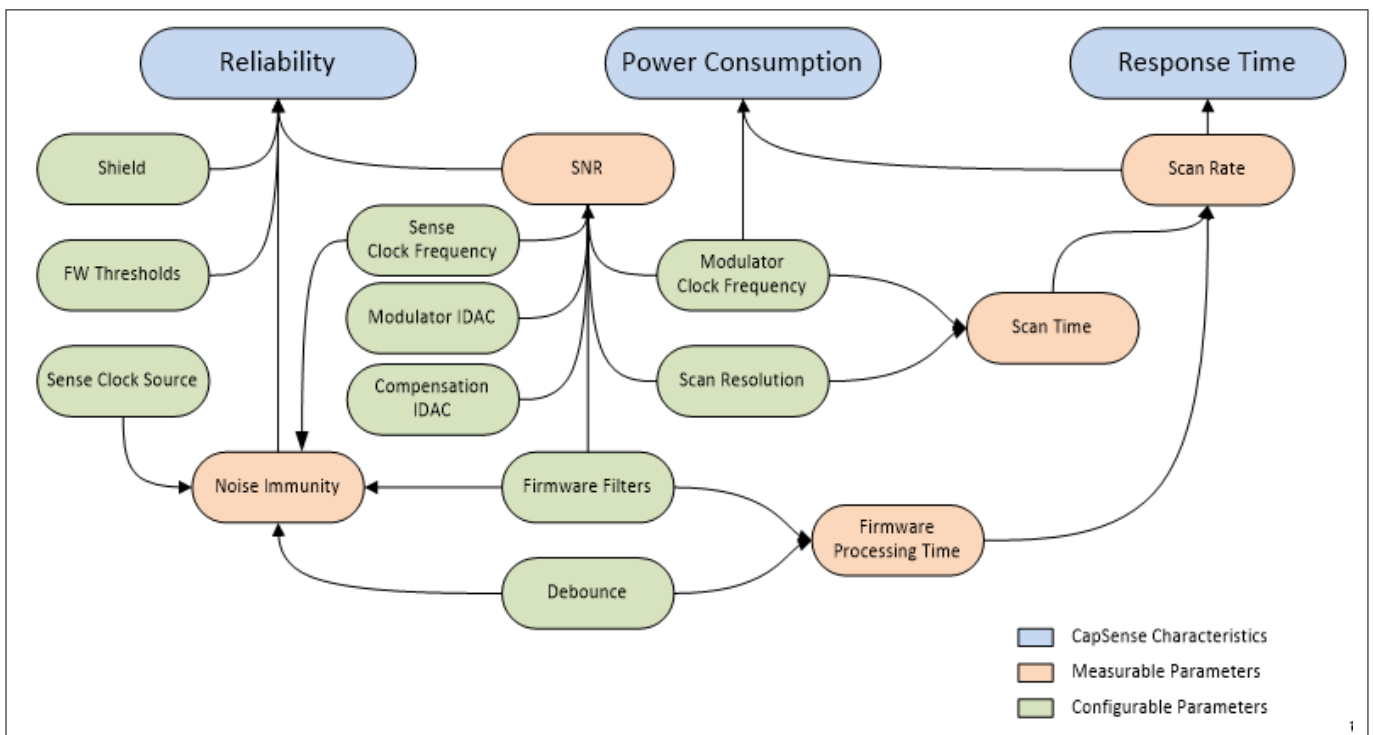 Reliability
Power Consumption
Response Time
Shield
SNR
Scan Rate
Sense
Clock Frequency
FW Thresholds
Modulator
Clock Frequency
Modulator IDAC
Scan Time
Sense Clock Source
Compensation
IDAC
Scan Resolution
Noise Immunity
Firmware Filters
Firmware
Processing Time
Debounce
CapSense Characteristics
Measurable Parameters
Configurable Parameters